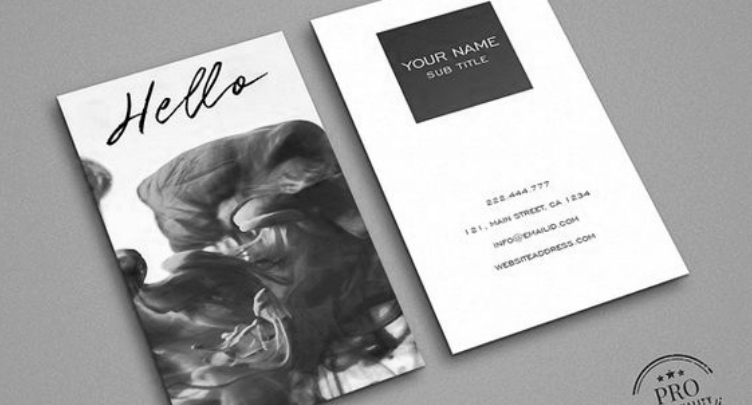 Hello
YOUR NAME
SUB TITLE
222.444.777
121, MAIN STREET, CA 1234
INFO@EMAILID.COM
WEBSITEADDRESS.COM
PRO